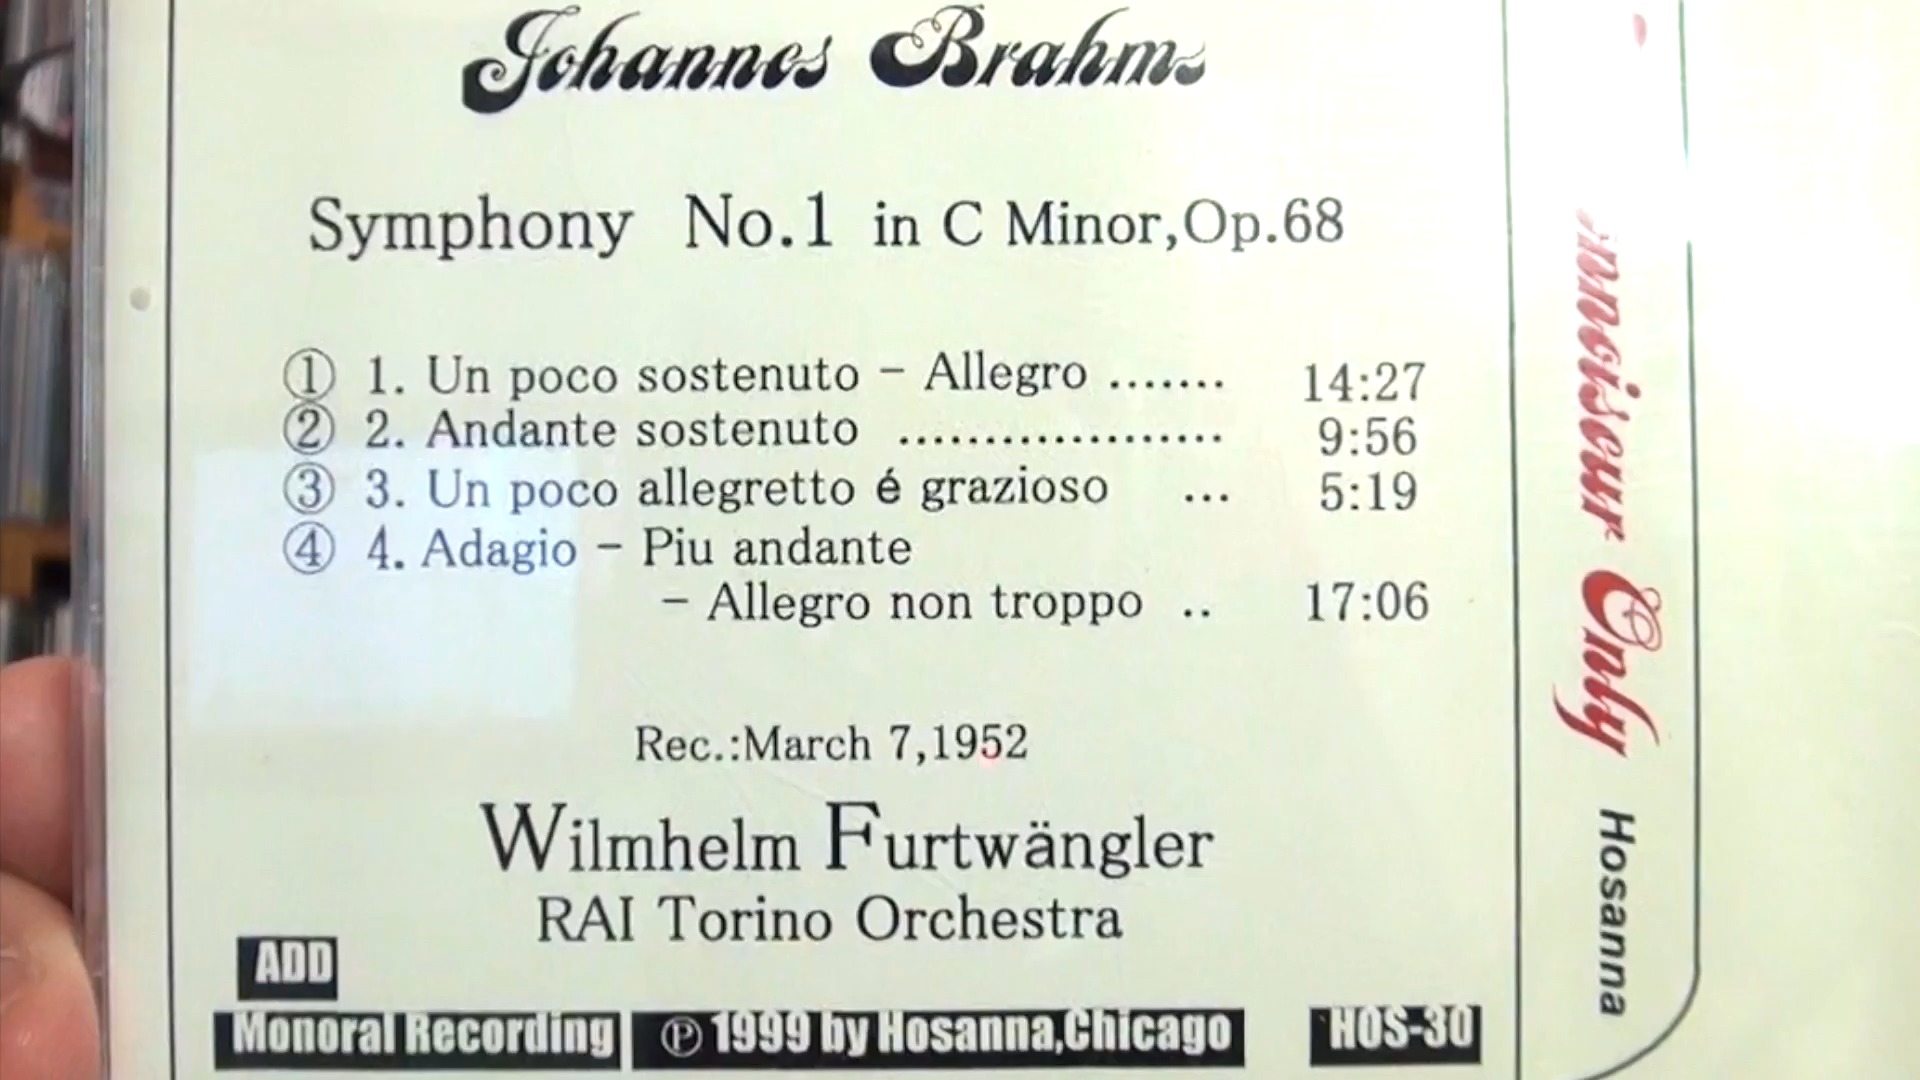 Johannes Brahms
Symphony No.1 in C Minor,Op.68
① 1. Un poco sostenuto – Allegro ....... 14:27
② 2. Andante sostenuto ................... 9:56
③ 3. Un poco allegretto é grazioso ... 5:19
④ 4. Adagio – Piu andante
– Allegro non troppo .. 17:06
Rec.:March 7,1952
Wilmhelm Furtwängler
RAI Torino Orchestra
ADD
Monoral Recording
℗ 1999 by Hosanna,Chicago
HOS-30
Only Hosanna